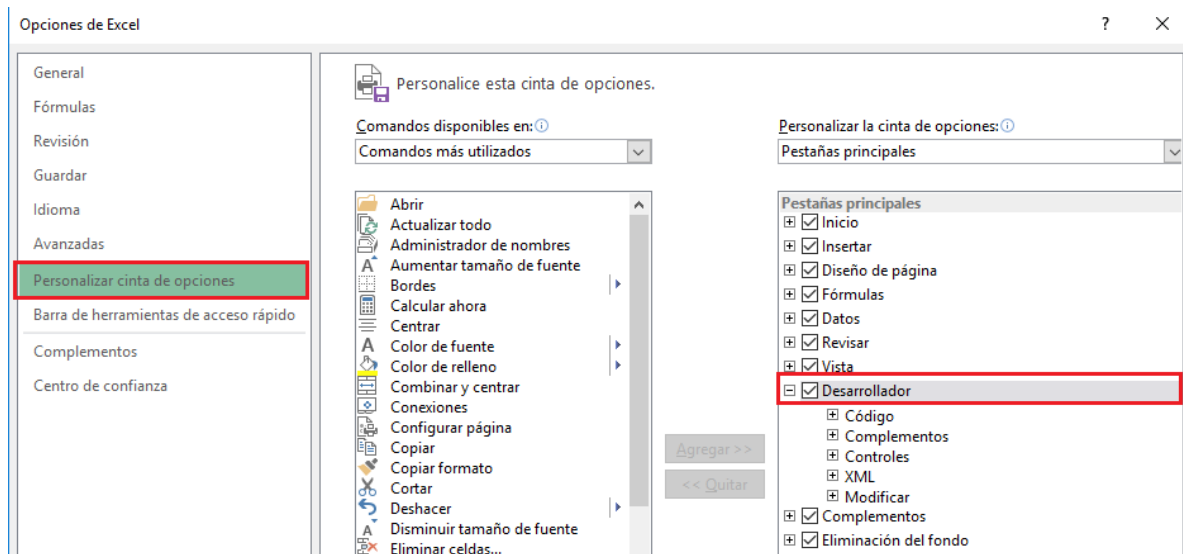 Opciones de Excel
?
General
Fórmulas
Revisión
Guardar
Idioma
Avanzadas
Personalizar cinta de opciones
Barra de herramientas de acceso rápido
Complementos
Centro de confianza
Personalice esta cinta de opciones.
Comandos disponibles en:
Comandos más utilizados
Abrir
Actualizar todo
Administrador de nombres
Aumentar tamaño de fuente
Bordes
Calcular ahora
Centrar
Color de fuente
Color de relleno
Combinar y centrar
Conexiones
Configurar página
Copiar
Copiar formato
Cortar
Deshacer
Disminuir tamaño de fuente
Eliminar celdas...
Agregar >>
<< Quitar
Personalizar la cinta de opciones:
Pestañas principales
Pestañas principales
Inicio
Insertar
Diseño de página
Fórmulas
Datos
Revisar
Vista
Desarrollador
Código
Complementos
Controles
XML
Modificar
Complementos
Eliminación del fondo